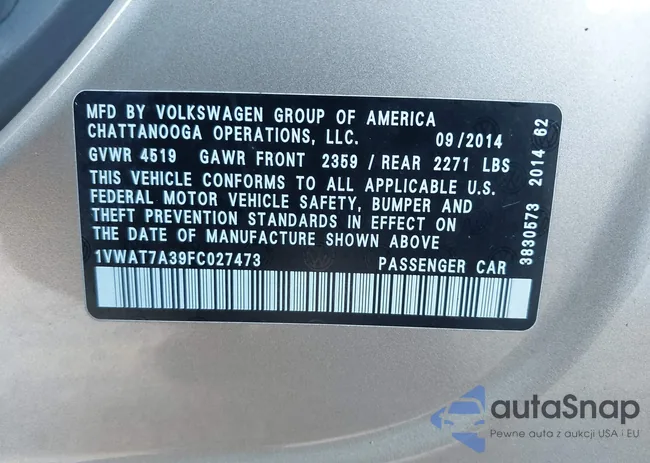 MFD BY VOLKSWAGEN GROUP OF AMERICA
CHATTANOOGA OPERATIONS, LLC. 09/2014
GVWR 4519 GAWR FRONT 2359 / REAR 2271 LBS
THIS VEHICLE CONFORMS TO ALL APPLICABLE U.S.
FEDERAL MOTOR VEHICLE SAFETY, BUMPER AND
THEFT PREVENTION STANDARDS IN EFFECT ON
THE DATE OF MANUFACTURE SHOWN ABOVE
1VWAT7A39FC027473 PASSENGER CAR
3830573 2014 62
autaSnap
Pewne auta z aukcji USA i EU